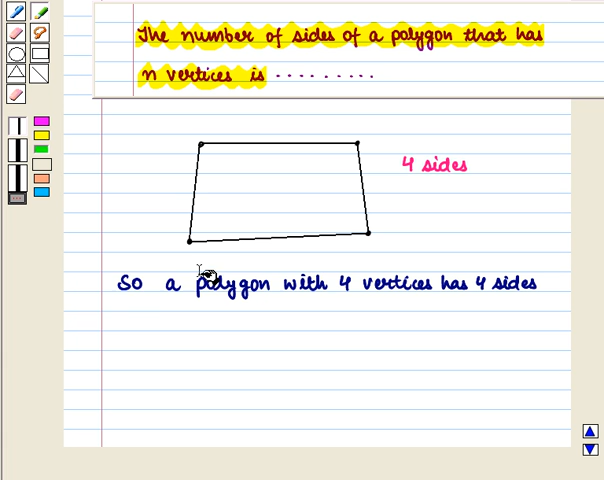 The number of sides of a polygon that has
n vertices is ..........
4 sides
So a polygon with 4 vertices has 4 sides